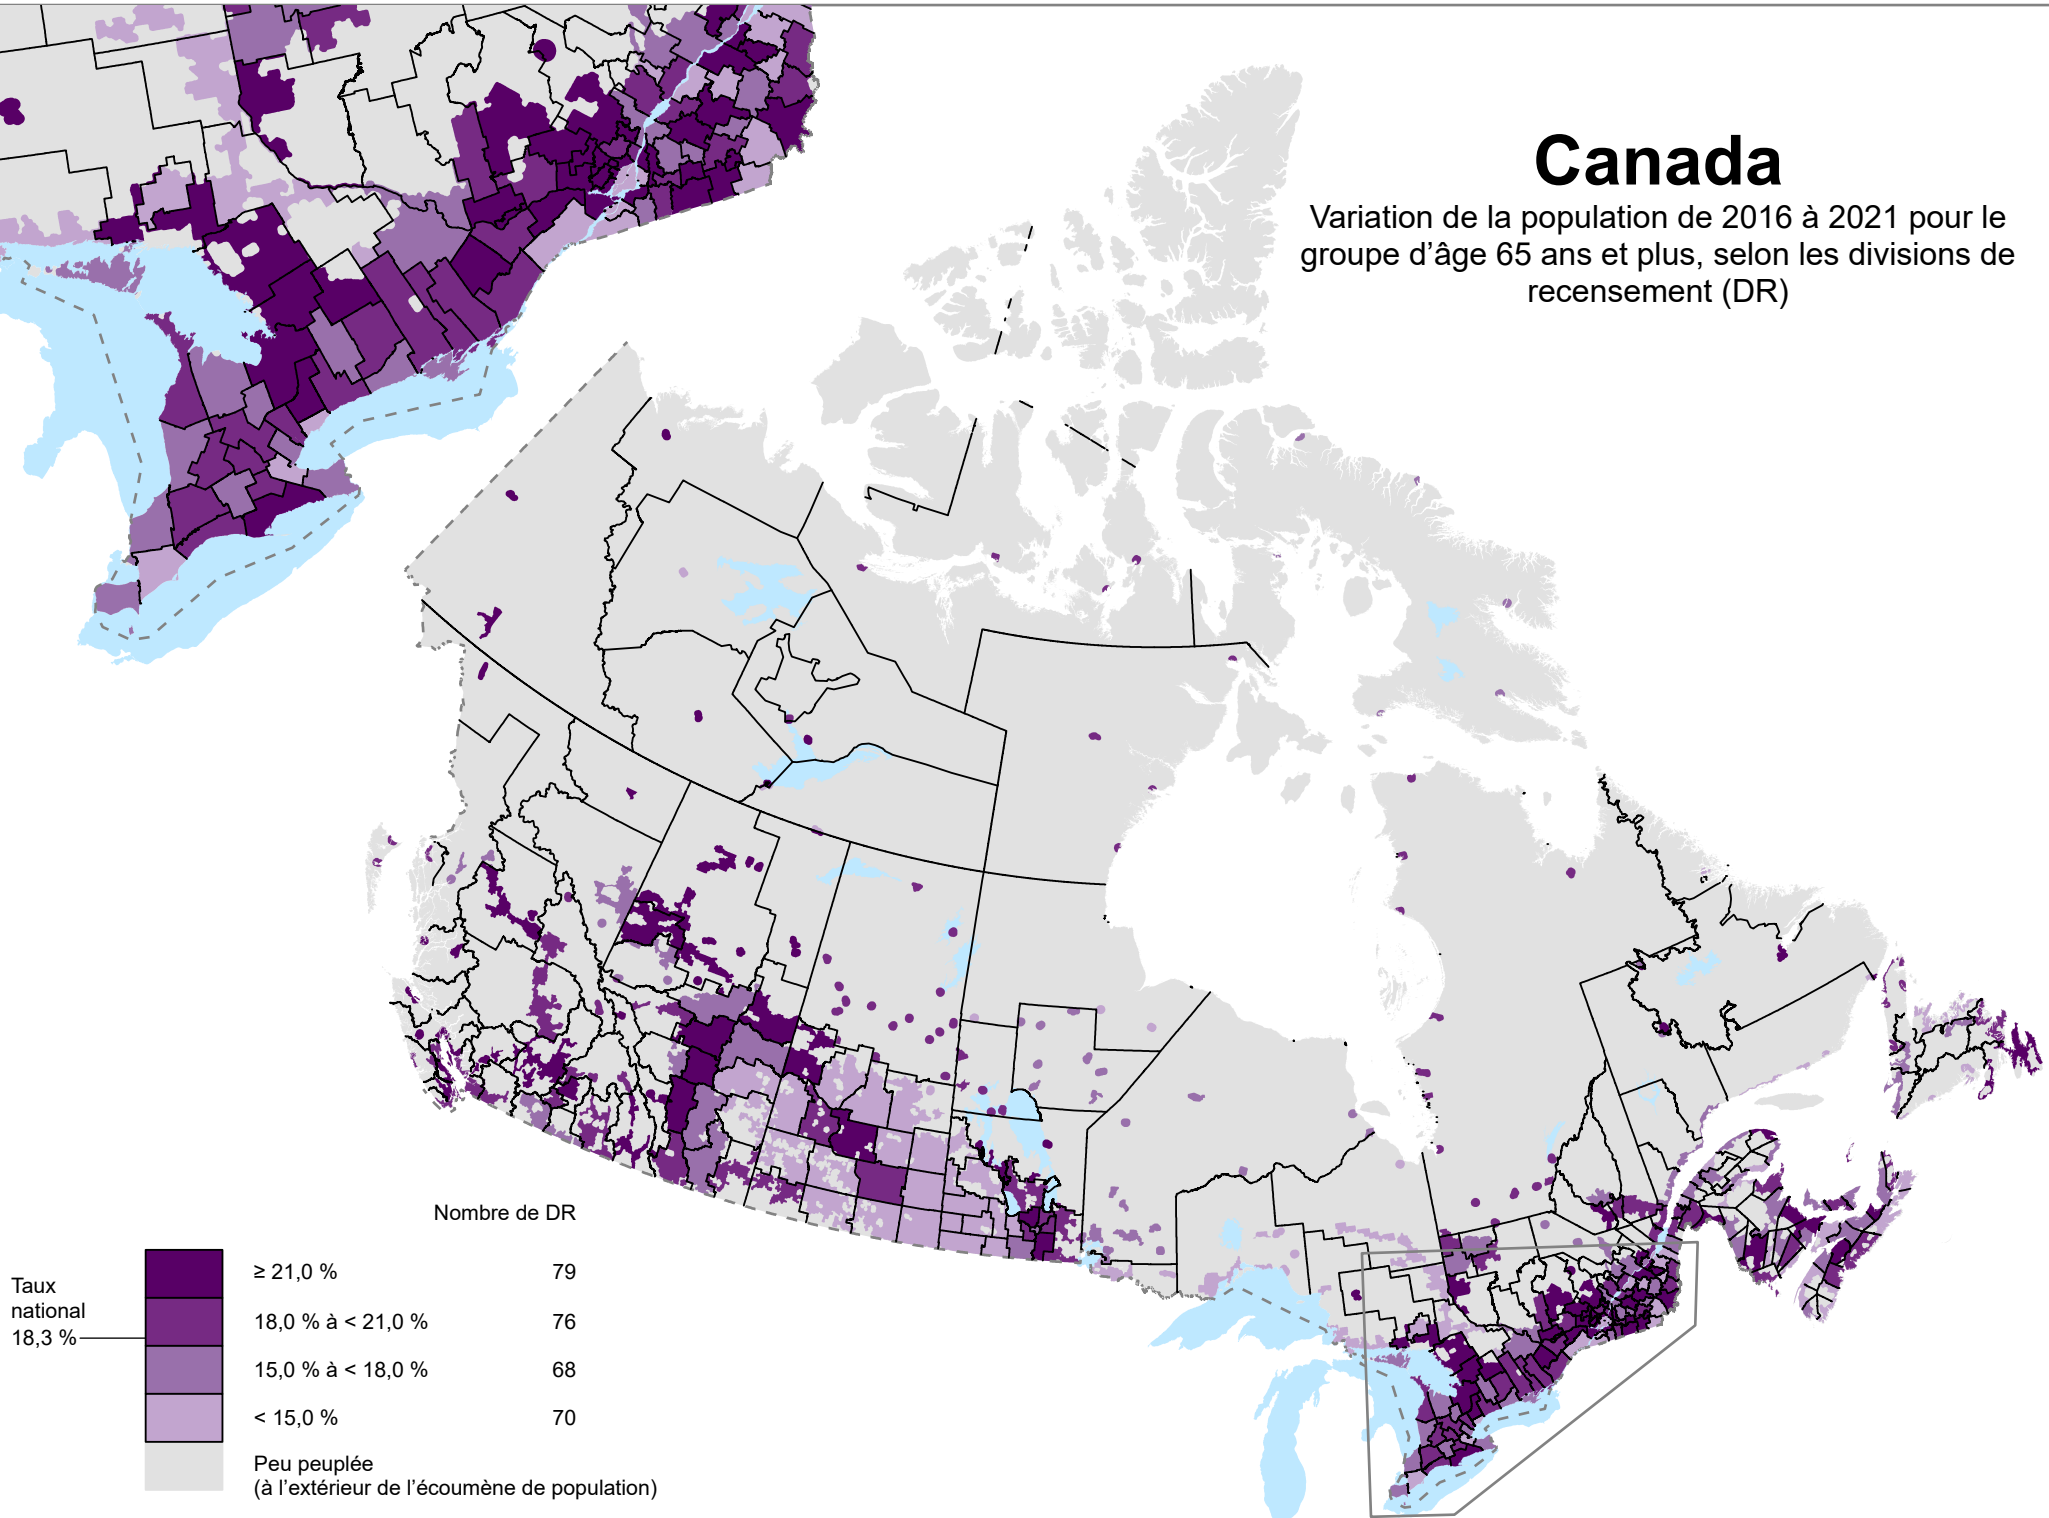 Canada
Variation de la population de 2016 à 2021 pour le
groupe d’âge 65 ans et plus, selon les divisions de
recensement (DR)
Nombre de DR
Taux
national
18,3 %
≥ 21,0 % 79
18,0 % à < 21,0 % 76
15,0 % à < 18,0 % 68
< 15,0 % 70
Peu peuplée
(à l’extérieur de l’écoumène de population)